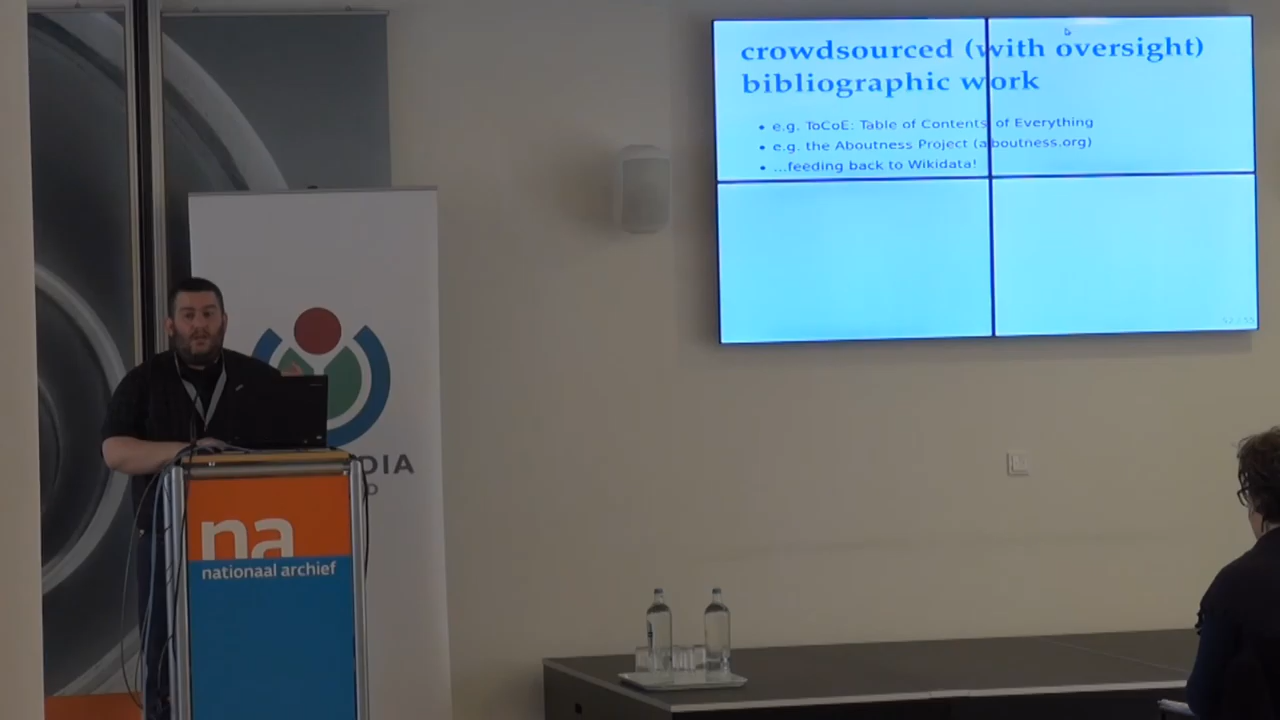 crowdsourced (with oversight)
bibliographic work
• e.g. ToCoE: Table of Contents of Everything
• e.g. the Aboutness Project (aboutness.org)
• ...feeding back to Wikidata!
DIA
na
nationaal archief